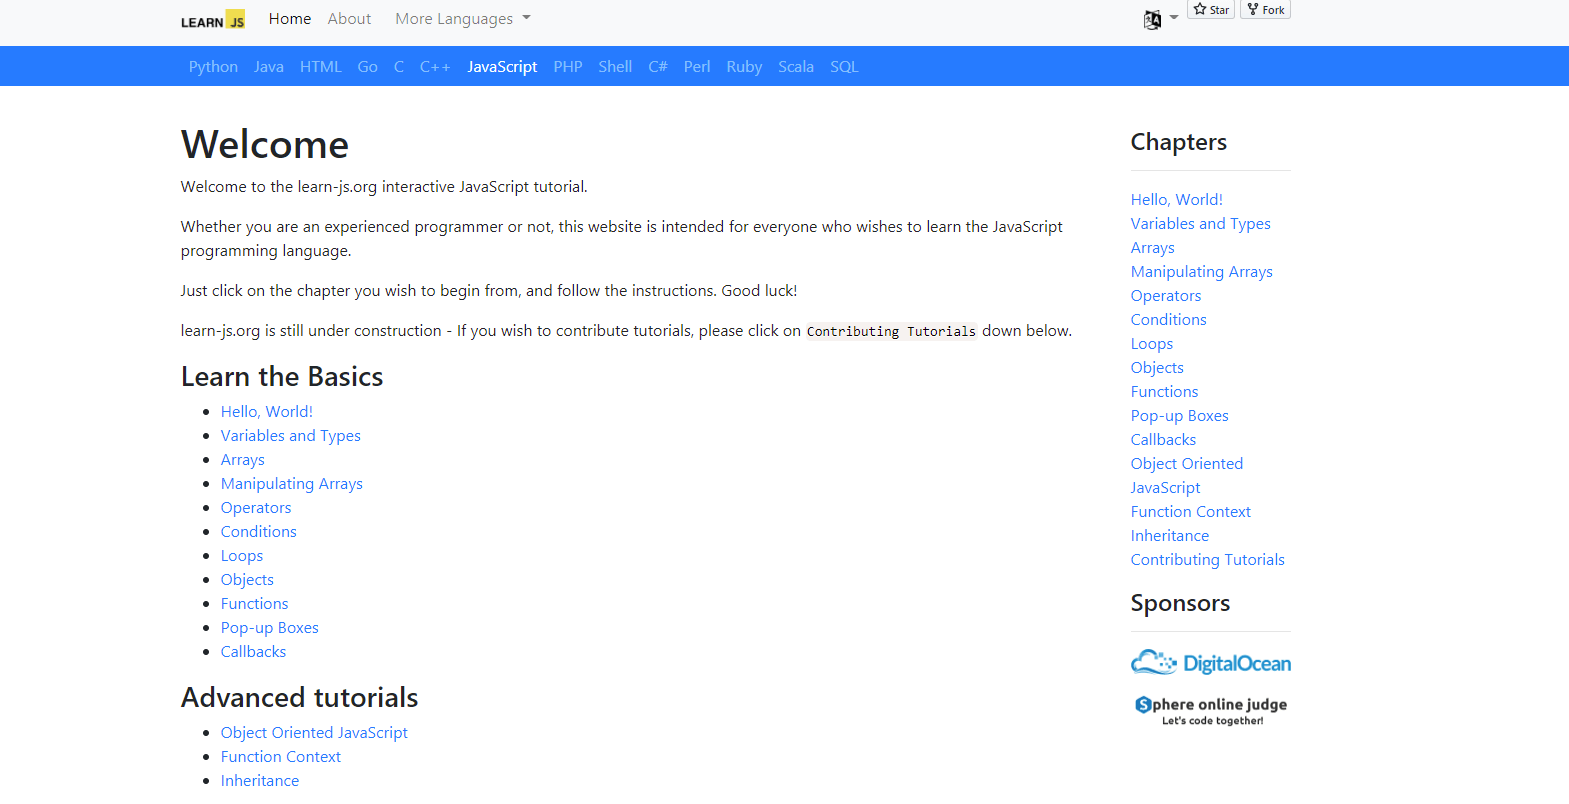 LEARN JS Home About More Languages Star Fork
Python Java HTML Go C C++ JavaScript PHP Shell C# Perl Ruby Scala SQL
Welcome
Welcome to the learn-js.org interactive JavaScript tutorial.
Whether you are an experienced programmer or not, this website is intended for everyone who wishes to learn the JavaScript
programming language.
Just click on the chapter you wish to begin from, and follow the instructions. Good luck!
learn-js.org is still under construction - If you wish to contribute tutorials, please click on Contributing Tutorials down below.
Learn the Basics
Hello, World!
Variables and Types
Arrays
Manipulating Arrays
Operators
Conditions
Loops
Objects
Functions
Pop-up Boxes
Callbacks
Advanced tutorials
Object Oriented JavaScript
Function Context
Inheritance
Chapters
Hello, World!
Variables and Types
Arrays
Manipulating Arrays
Operators
Conditions
Loops
Objects
Functions
Pop-up Boxes
Callbacks
Object Oriented
JavaScript
Function Context
Inheritance
Contributing Tutorials
Sponsors
DigitalOcean
Sphere online judge
Let's code together!